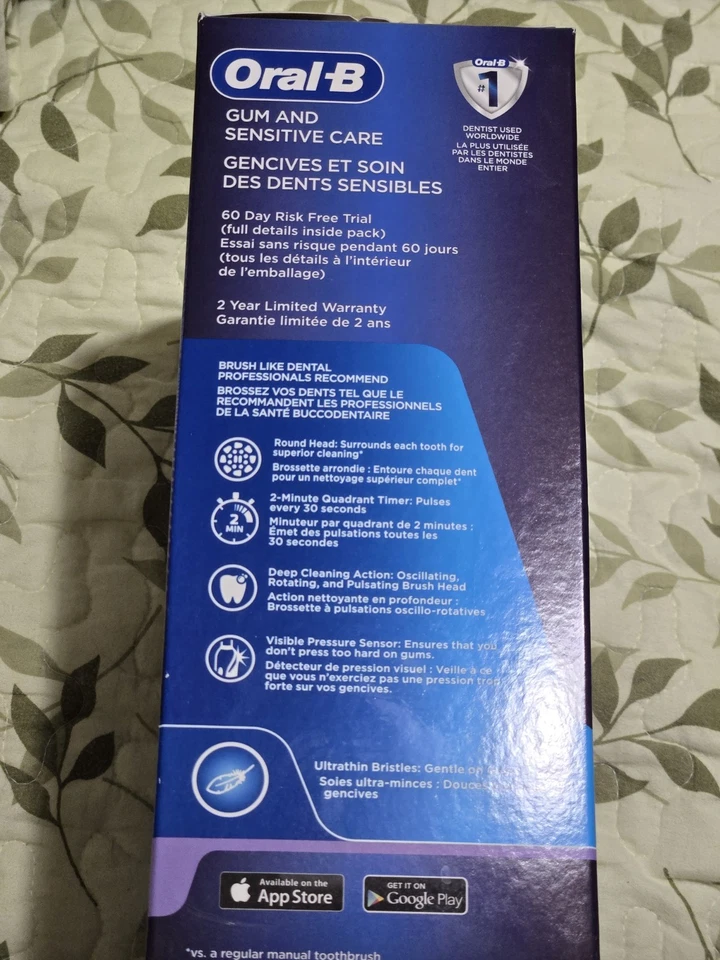 Oral-B
GUM AND
SENSITIVE CARE
GENCIVES ET SOIN
DES DENTS SENSIBLES
Oral-B
#1
DENTIST USED
WORLDWIDE
LA PLUS UTILISÉE
PAR LES DENTISTES
DANS LE MONDE
ENTIER
60 Day Risk Free Trial
(full details inside pack)
Essai sans risque pendant 60 jours
(tous les détails à l'intérieur
de l'emballage)
2 Year Limited Warranty
Garantie limitée de 2 ans
BRUSH LIKE DENTAL
PROFESSIONALS RECOMMEND
BROSSEZ VOS DENTS TEL QUE LE
RECOMMANDENT LES PROFESSIONNELS
DE LA SANTÉ BUCCODENTAIRE
Round Head: Surrounds each tooth for
superior cleaning*
Brossette arrondie : Entoure chaque dent
pour un nettoyage supérieur complet*
2
MIN
2-Minute Quadrant Timer: Pulses
every 30 seconds
Minuteur par quadrant de 2 minutes :
Émet des pulsations toutes les
30 secondes
Deep Cleaning Action: Oscillating,
Rotating, and Pulsating Brush Head
Action nettoyante en profondeur :
Brossette à pulsations oscillo-rotatives
Visible Pressure Sensor: Ensures that you
don't press too hard on gums.
Détecteur de pression visuel : Veille à ce
que vous n'exerciez pas une pression trop
forte sur vos gencives.
Ultrathin Bristles: Gentle on
Soies ultra-minces : Douces
gencives
Available on the
App Store
GET IT ON
Google Play
*vs. a regular manual toothbrush